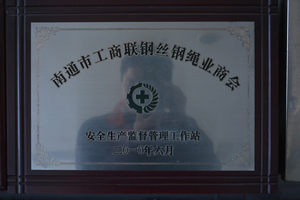 南通市工商联钢丝钢绳业商会
安全生产监督管理工作站
二〇一〇年六月